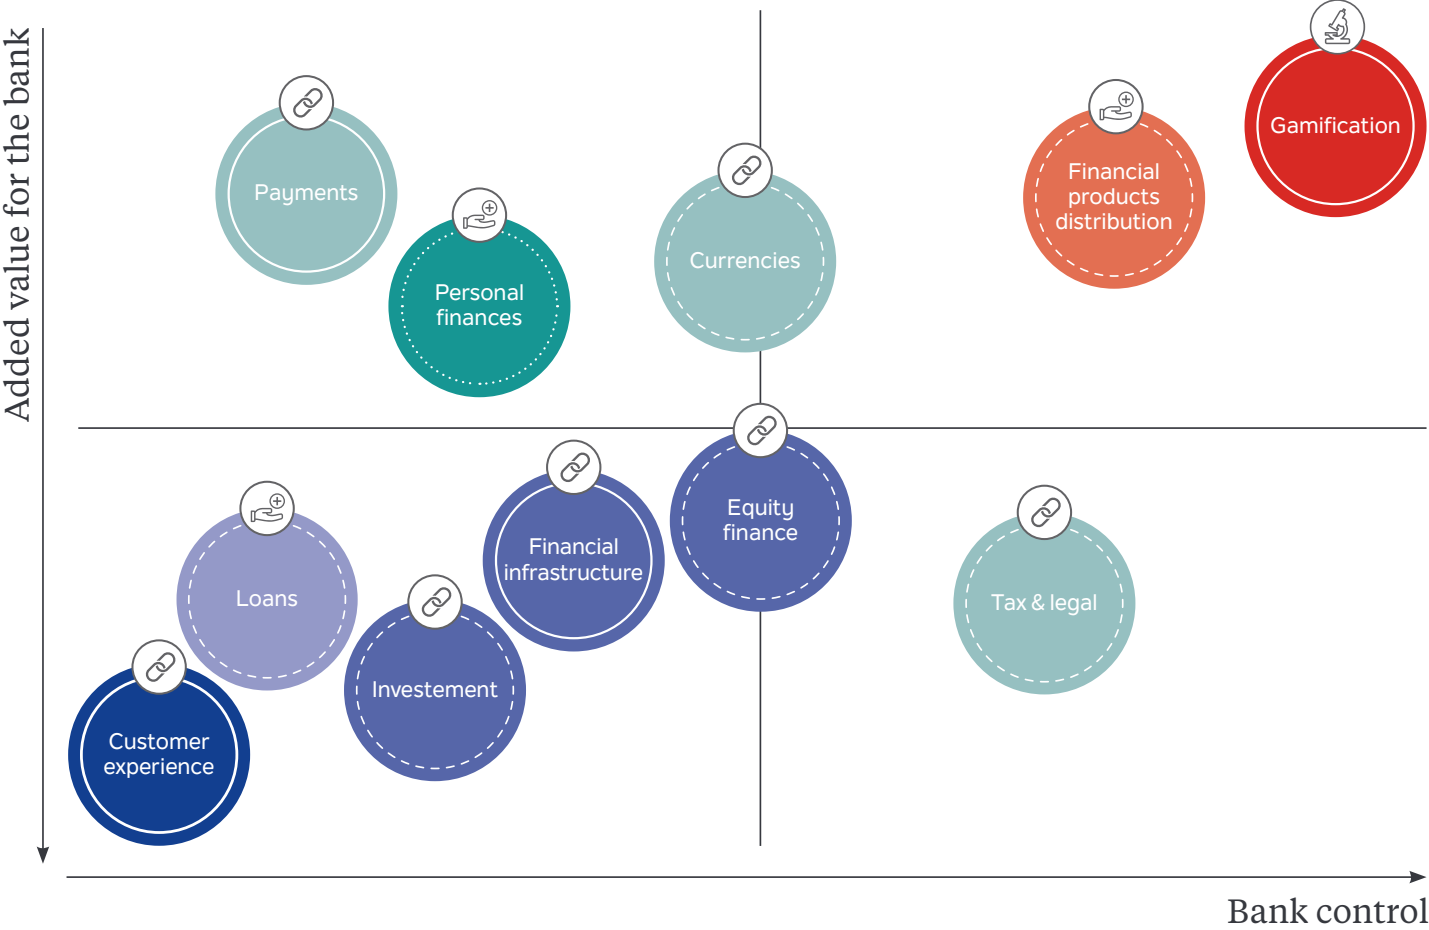 Added value for the bank
Gamification
Payments
Financial
products
distribution
Currencies
Personal
finances
Equity
finance
Financial
infrastructure
Loans
Tax & legal
Investement
Customer
experience
Bank control